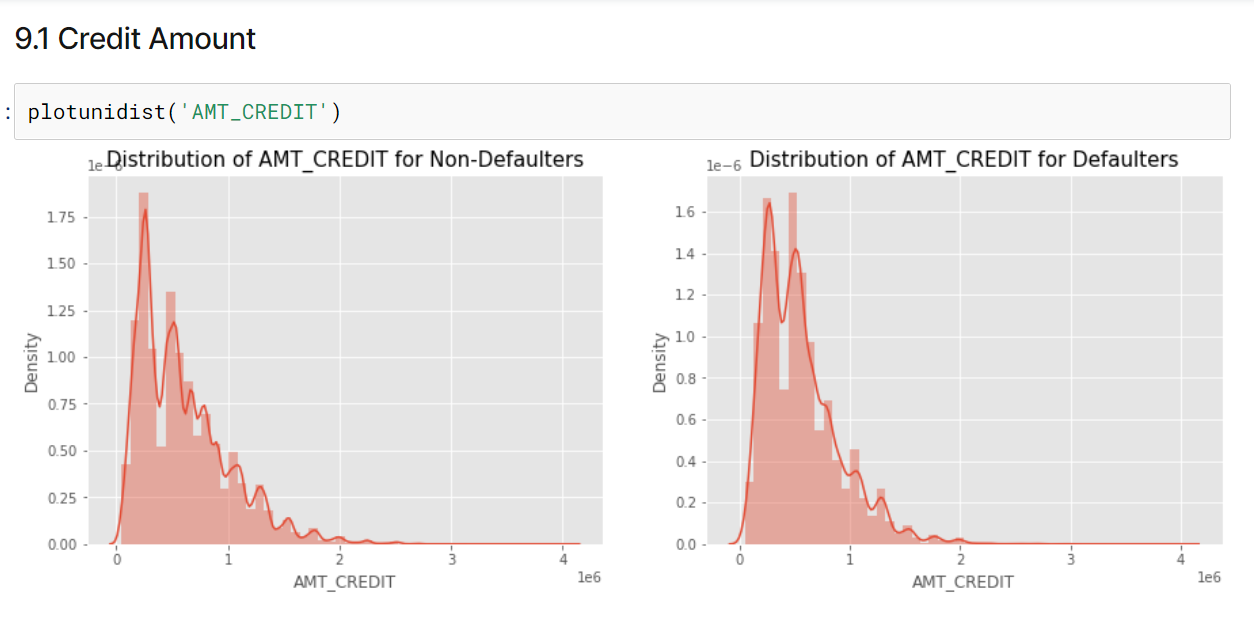 9.1 Credit Amount
: plotunidist('AMT_CREDIT')
1e−6 Distribution of AMT_CREDIT for Non-Defaulters
1.75
1.50
1.25
1.00
0.75
0.50
0.25
0.00
Density
0 1 2 3 4
1e6
AMT_CREDIT
1e−6 Distribution of AMT_CREDIT for Defaulters
1.6
1.4
1.2
1.0
0.8
0.6
0.4
0.2
0.0
Density
0 1 2 3 4
1e6
AMT_CREDIT